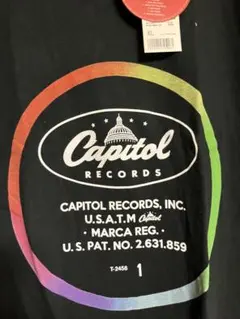 Capitol
RECORDS
CAPITOL RECORDS, INC.
U.S.A.T.M Capitol
• MARCA REG. •
U. S. PAT. NO. 2.631.859
T-2456 1